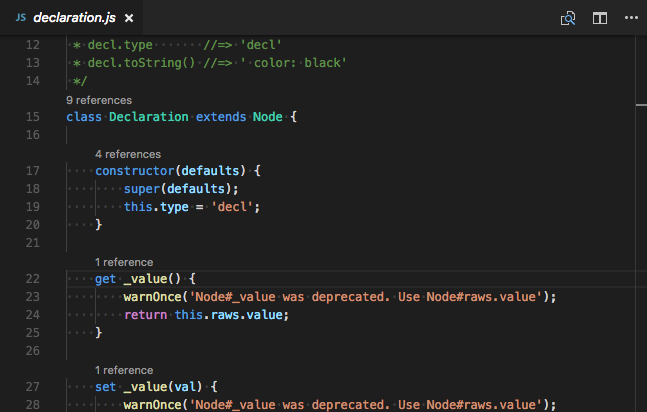 JS declaration.js ×
12 * decl.type //=> 'decl'
13 * decl.toString() //=> ' color: black'
14 */
9 references
15 class Declaration extends Node {
16
4 references
17 constructor(defaults) {
18 super(defaults);
19 this.type = 'decl';
20 }
21
1 reference
22 get _value() {
23 warnOnce('Node#_value was deprecated. Use Node#raws.value');
24 return this.raws.value;
25 }
26
1 reference
27 set _value(val) {
28 warnOnce('Node#_value was deprecated. Use Node#raws.value');